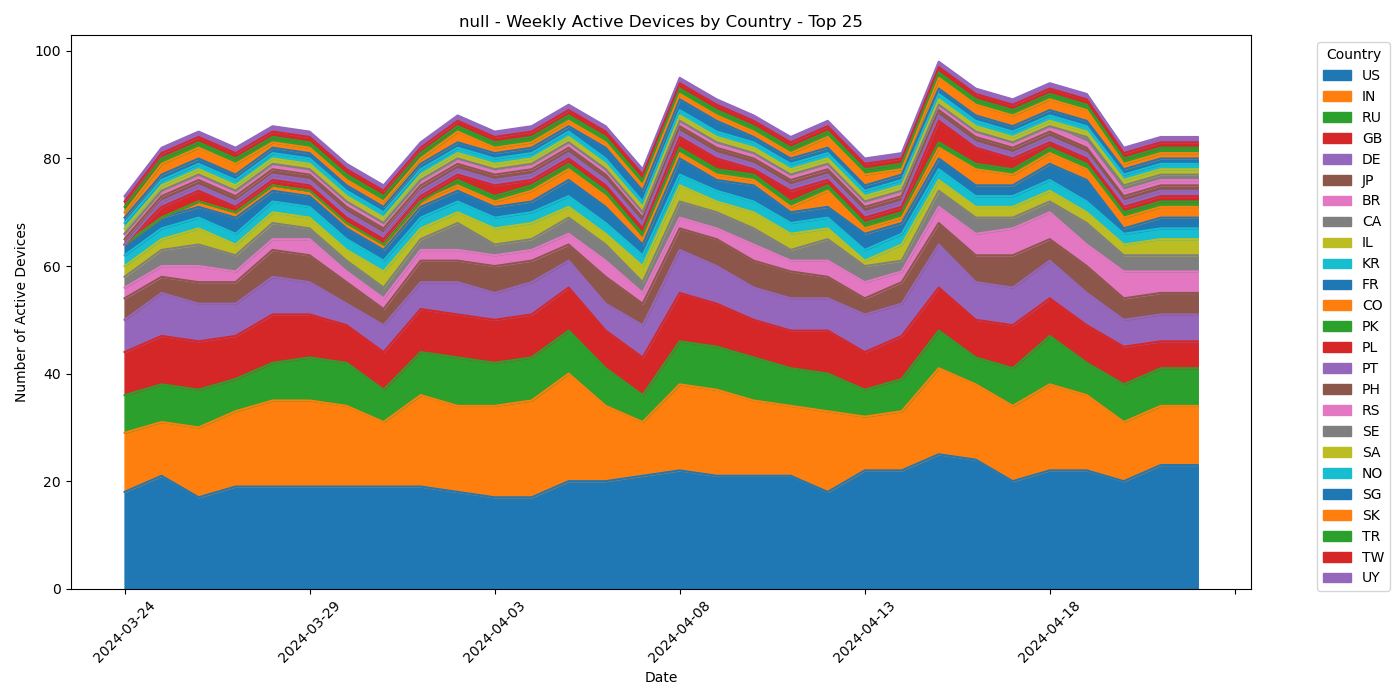 null - Weekly Active Devices by Country - Top 25
Number of Active Devices
100
80
60
40
20
0
2024-03-24
2024-03-29
2024-04-03
2024-04-08
2024-04-13
2024-04-18
Date
Country
US
IN
RU
GB
DE
JP
BR
CA
IL
KR
FR
CO
PK
PL
PT
PH
RS
SE
SA
NO
SG
SK
TR
TW
UY